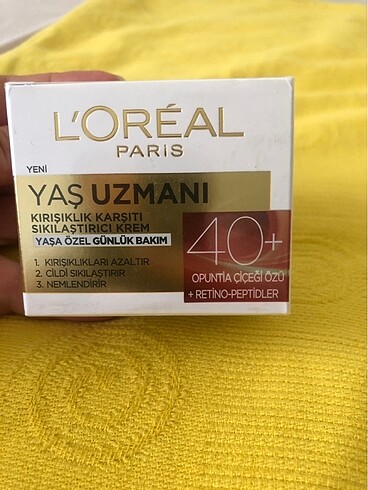 L'ORÉAL
PARIS
YENİ
YAŞ UZMANI
KIRIŞIKLIK KARŞITI
SIKILAŞTIRICI KREM
YAŞA ÖZEL GÜNLÜK BAKIM
1. KIRIŞIKLIKLARI AZALTIR
2. CİLDİ SIKILAŞTIRIR
3. NEMLENDİRİR
40+
OPUNTIA ÇİÇEĞİ ÖZÜ
+ RETINO-PEPTİDLER